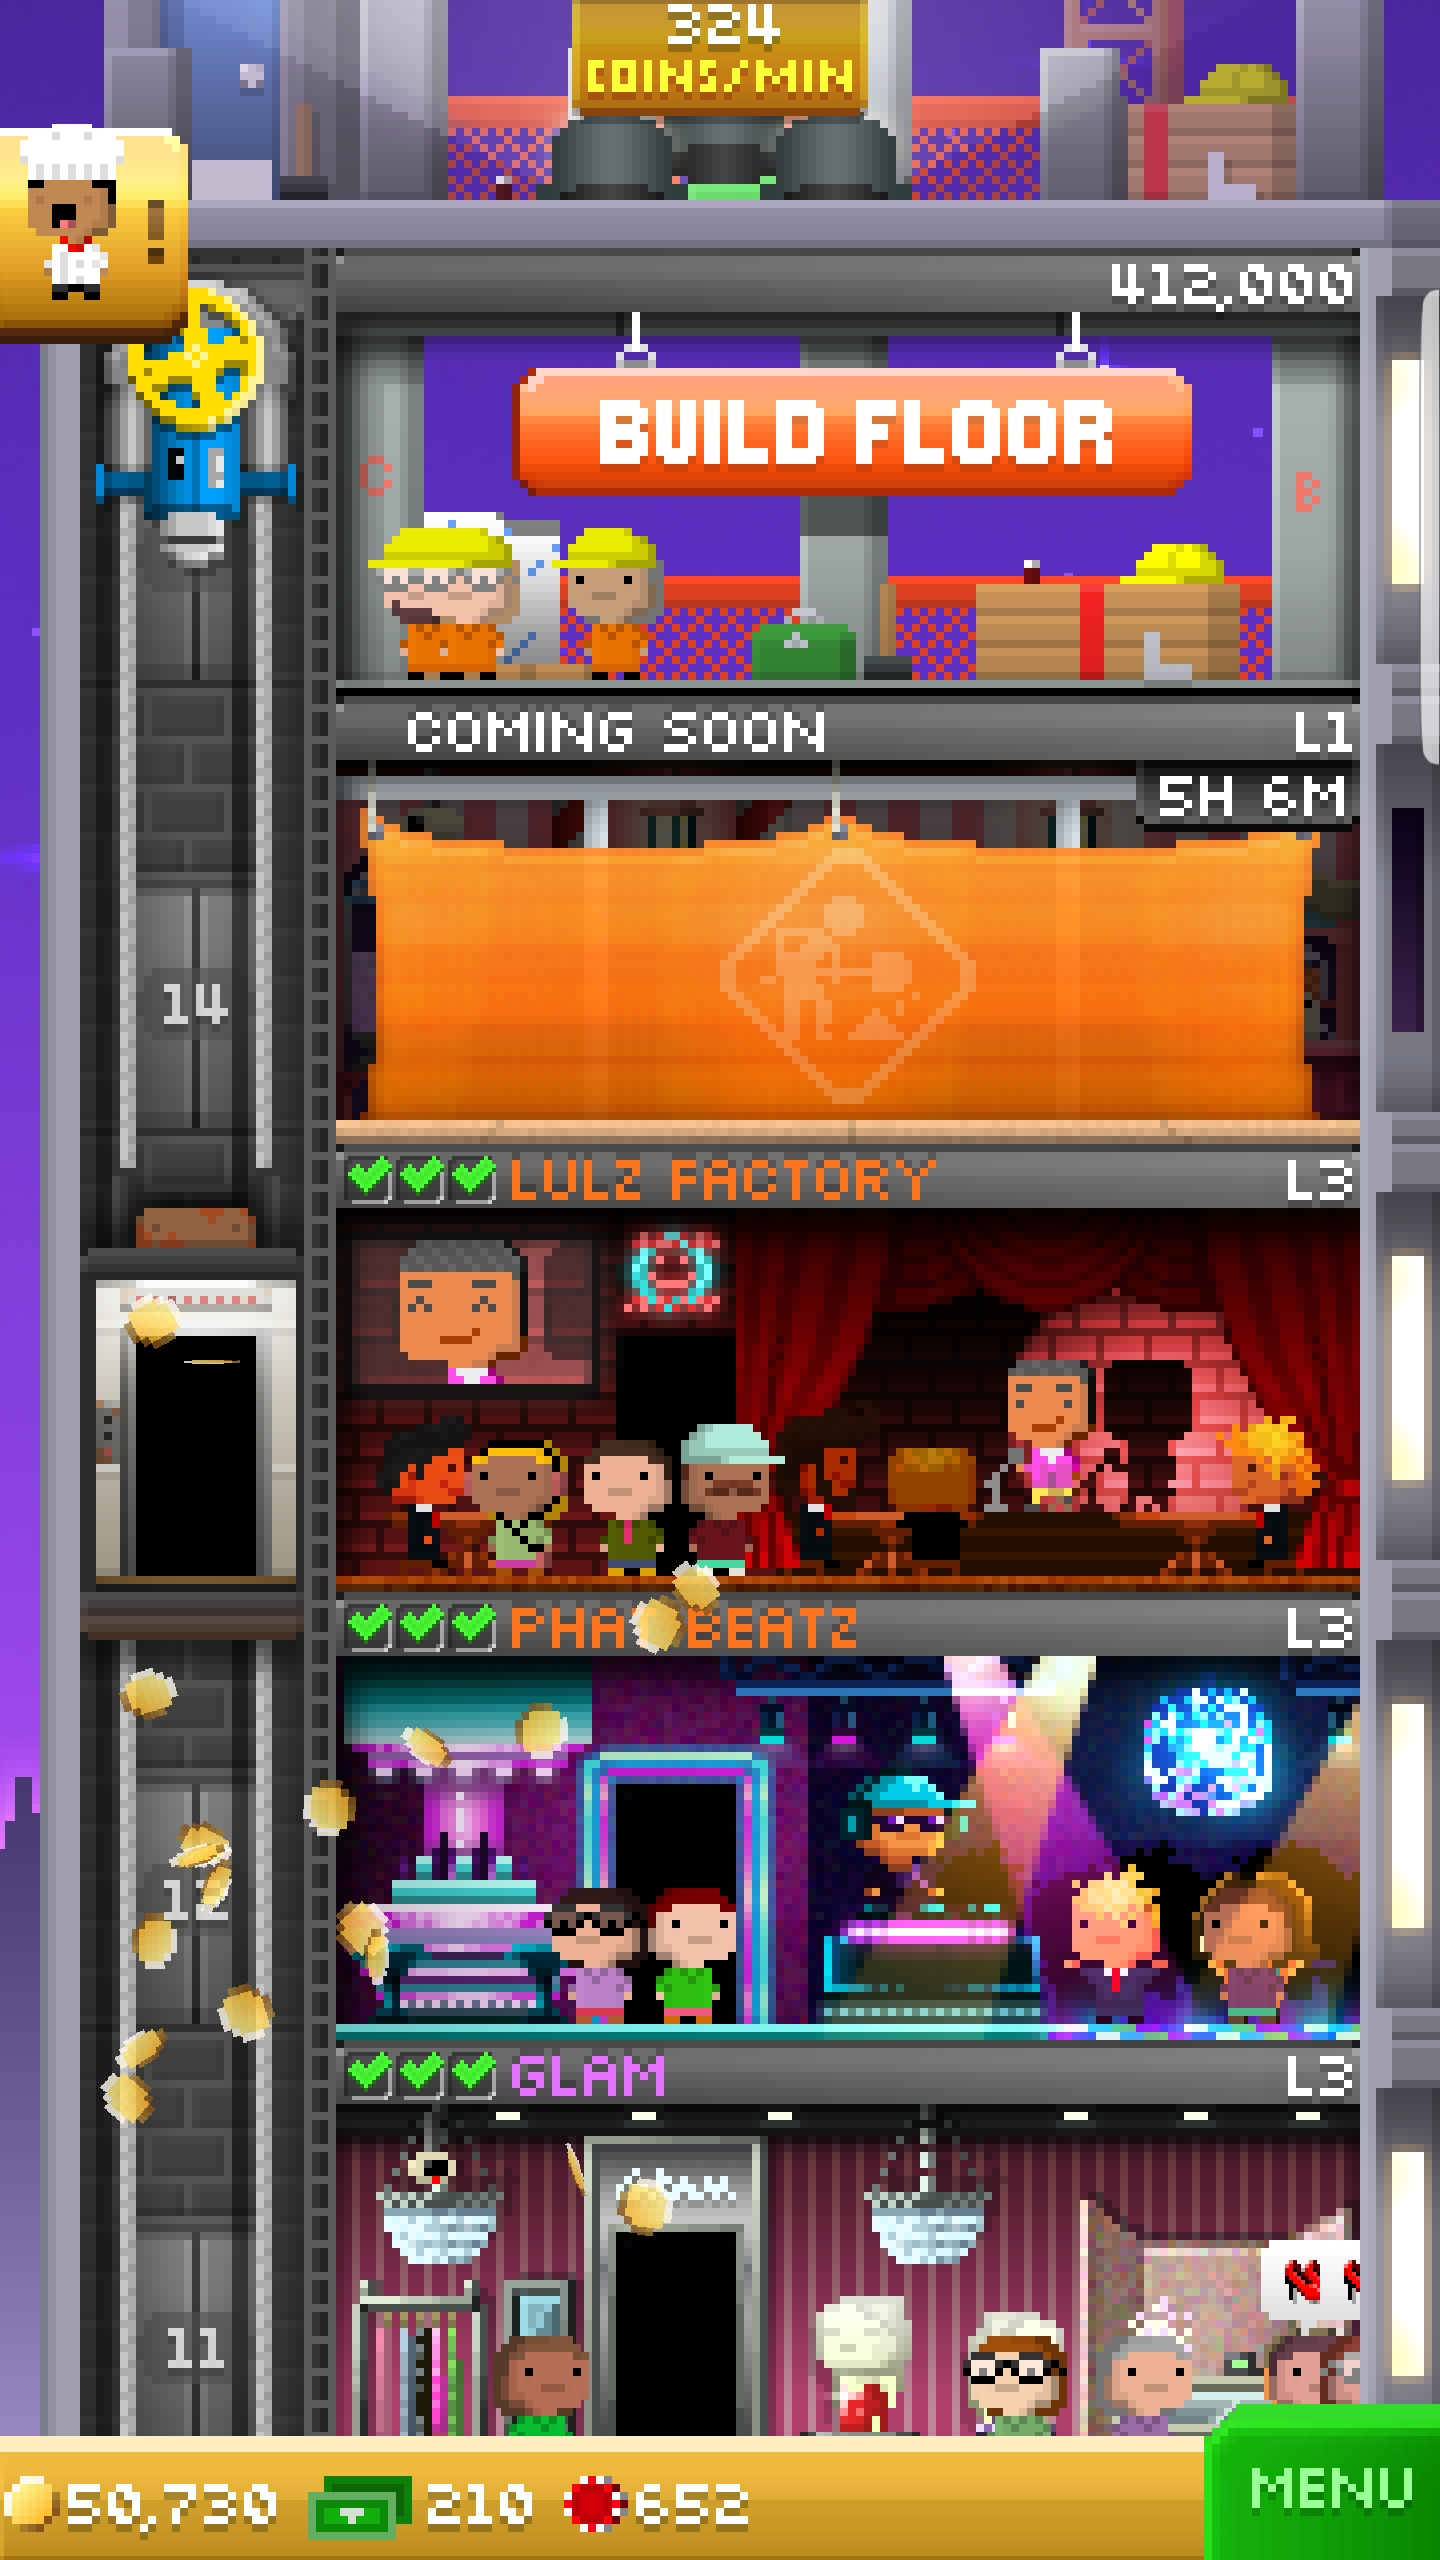 324
COINS/MIN
!
412,000
BUILD FLOOR
C
B
COMING SOON
L1
5H 6M
14
LULZ FACTORY
L3
PHA BEATZ
L3
12
GLAM
L3
11
50,730
210
652
MENU